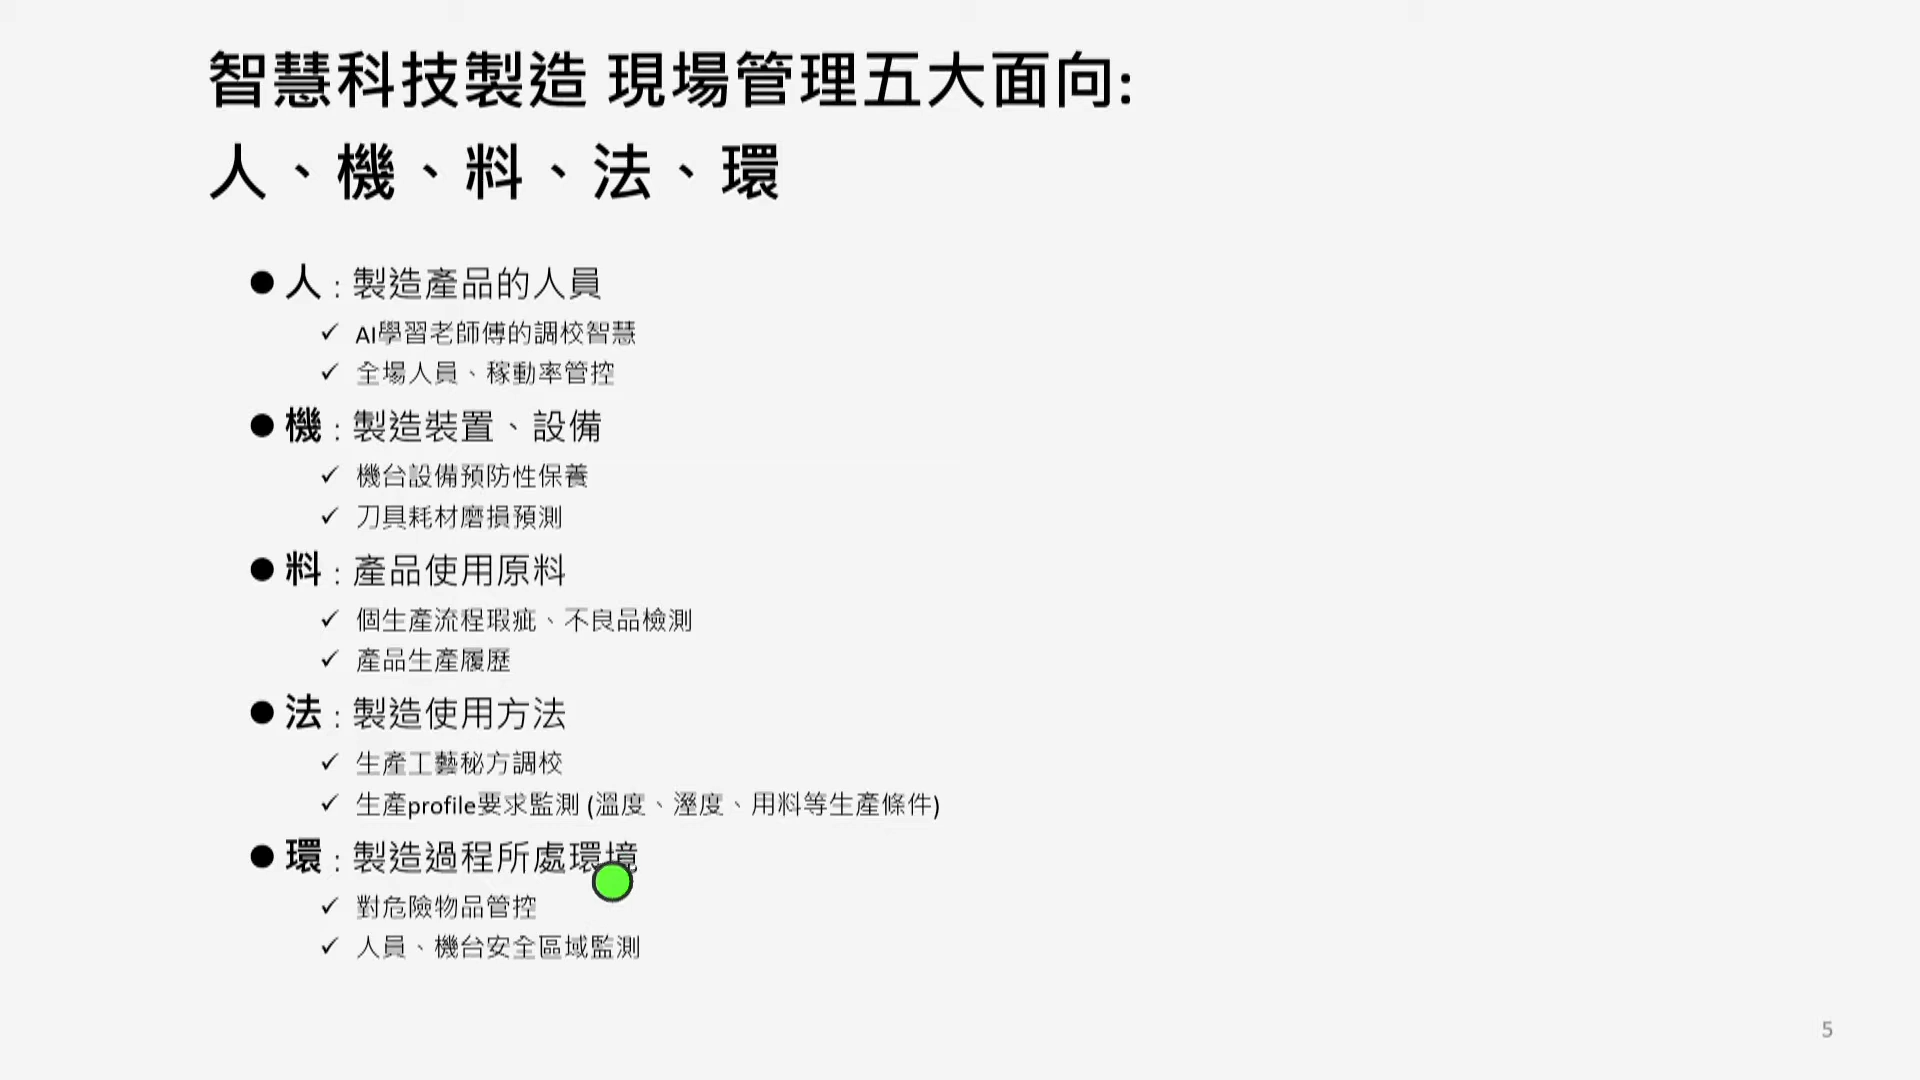 智慧科技製造 現場管理五大面向:
人、機、料、法、環
● 人 : 製造產品的人員
✓ AI學習老師傅的調校智慧
✓ 全場人員、稼動率管控
● 機 : 製造裝置、設備
✓ 機台設備預防性保養
✓ 刀具耗材磨損預測
● 料 : 產品使用原料
✓ 個生產流程瑕疵、不良品檢測
✓ 產品生產履歷
● 法 : 製造使用方法
✓ 生產工藝秘方調校
✓ 生產profile要求監測 (溫度、溼度、用料等生產條件)
● 環 : 製造過程所處環境
✓ 對危險物品管控
✓ 人員、機台安全區域監測
5